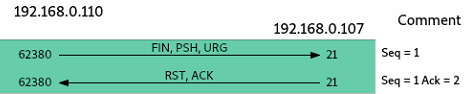 192.168.0.110
192.168.0.107
Comment
62380 FIN, PSH, URG 21 Seq = 1
62380 RST, ACK 21 Seq = 1 Ack = 2